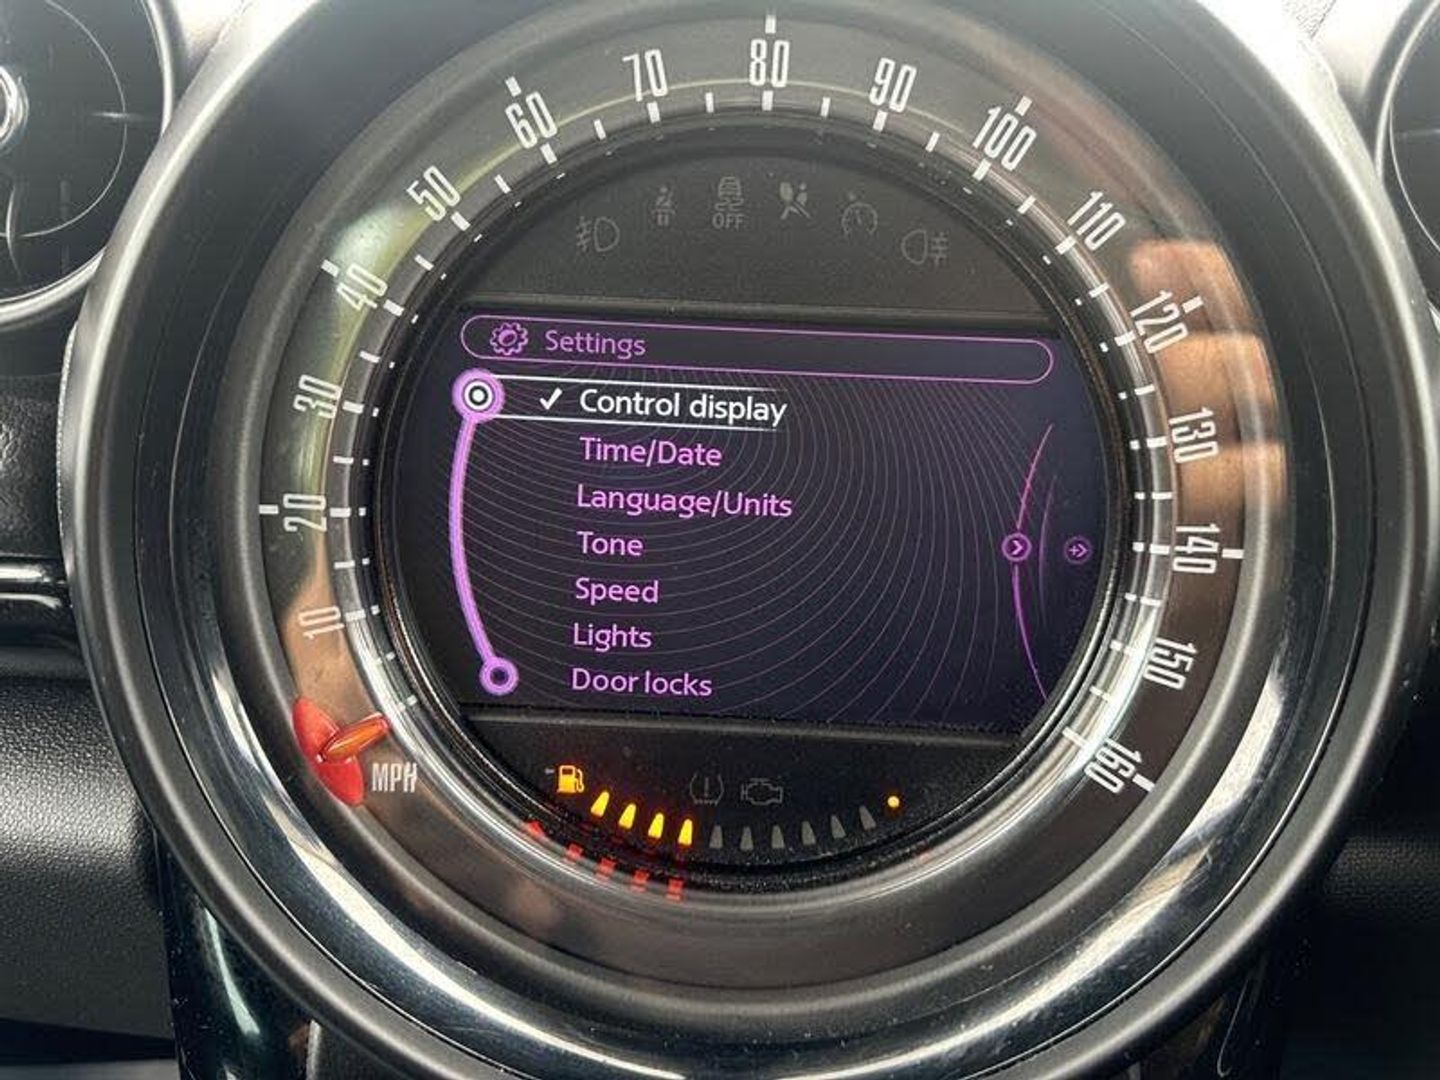 10
20
30
40
50
60
70
80
90
100
110
120
130
140
150
160
MPH
OFF
Settings
Control display
Time/Date
Language/Units
Tone
Speed
Lights
Door locks